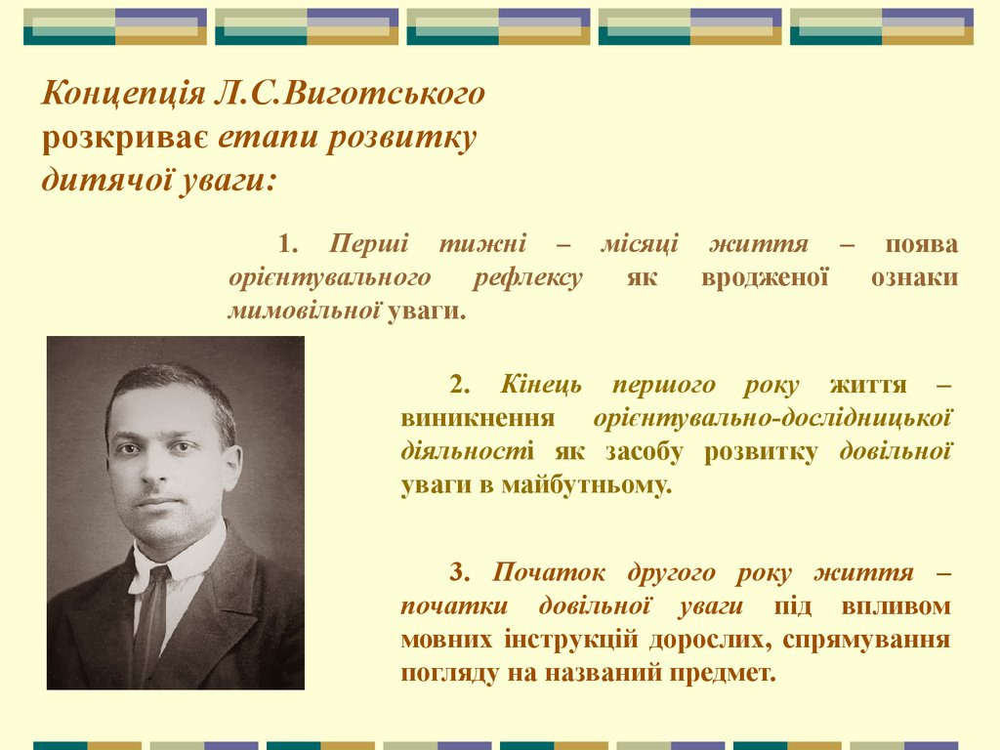 Концепція Л.С.Виготського
розкриває етапи розвитку
дитячої уваги:
1. Перші тижні – місяці життя – поява
орієнтувального рефлексу як вродженої ознаки
мимовільної уваги.
2. Кінець першого року життя –
виникнення орієнтувально-дослідницької
діяльності як засобу розвитку довільної
уваги в майбутньому.
3. Початок другого року життя –
початки довільної уваги під впливом
мовних інструкцій дорослих, спрямування
погляду на названий предмет.